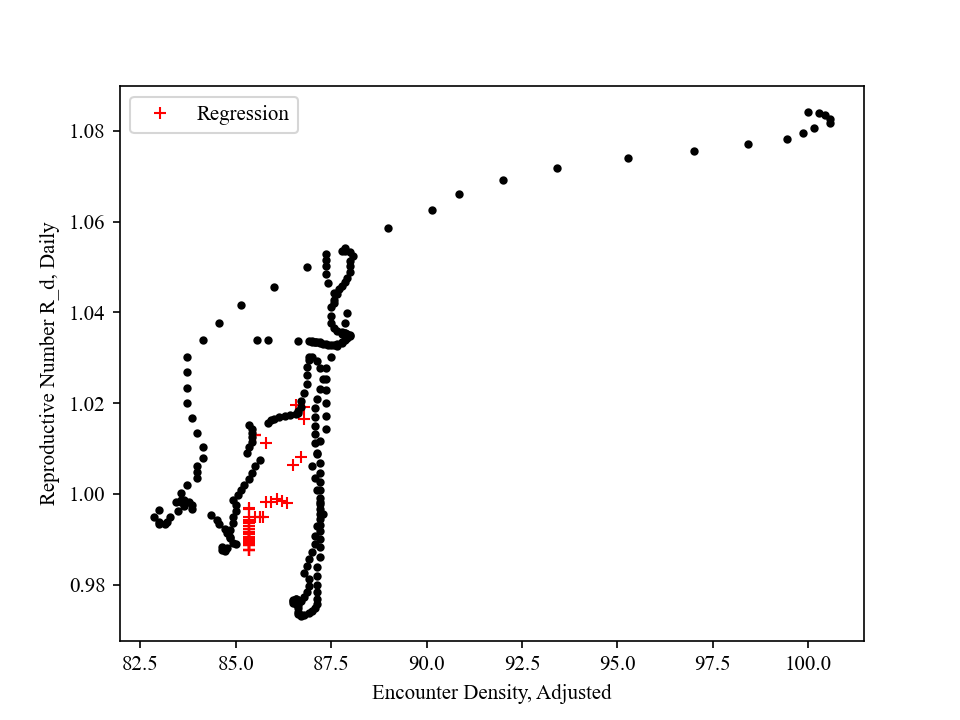 Regression
1.08
1.06
1.04
1.02
1.00
0.98
Reproductive Number R_d, Daily
82.5 85.0 87.5 90.0 92.5 95.0 97.5 100.0
Encounter Density, Adjusted